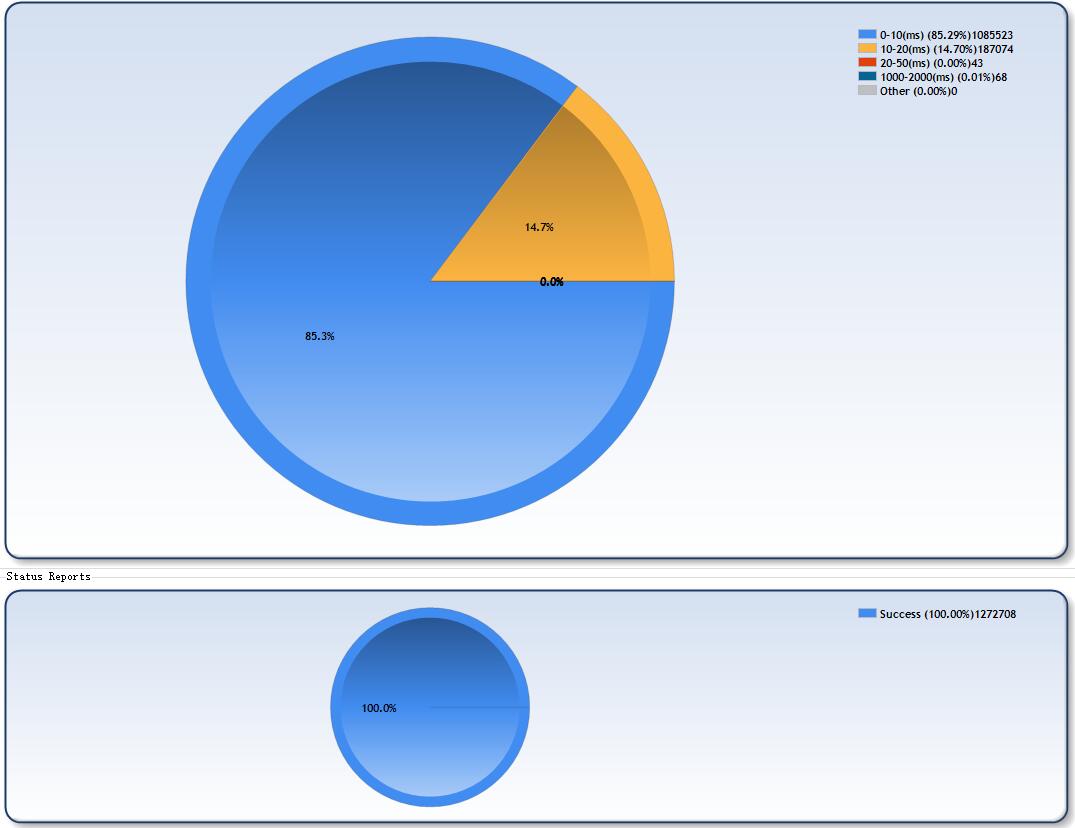 0-10(ms) (85.29%)1085523
10-20(ms) (14.70%)187074
20-50(ms) (0.00%)43
1000-2000(ms) (0.01%)68
Other (0.00%)0
14.7%
0.0%
85.3%
Status Reports
Success (100.00%)1272708
100.0%